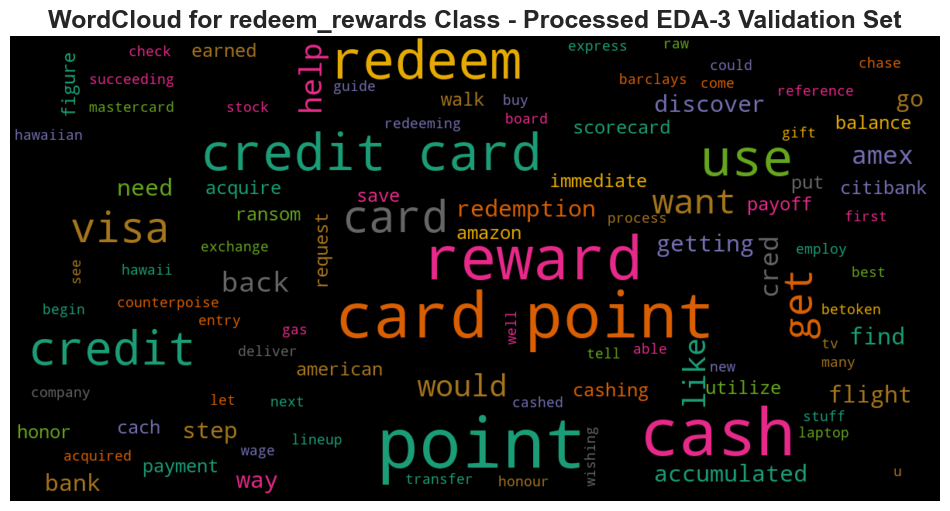 WordCloud for redeem_rewards Class - Processed EDA-3 Validation Set
check earned help redeem express raw
figure succeeding guide could barclays come chase
mastercard stock walk buy discover reference go
hawaiian redeeming board scorecard gift balance
credit card use amex
need acquire save immediate put citibank
ransom card redemption want payoff first
visa request amazon process
exchange reward getting cred employ
see hawaii back best
begin counterpoise card point get betoken
entry gas well tv find
credit deliver tell able like many
american new
company would cashing utilize flight
let next cashed stuff
honor cach step lineup point wishing cash laptop
acquired wage
bank payment way transfer honour accumulated u